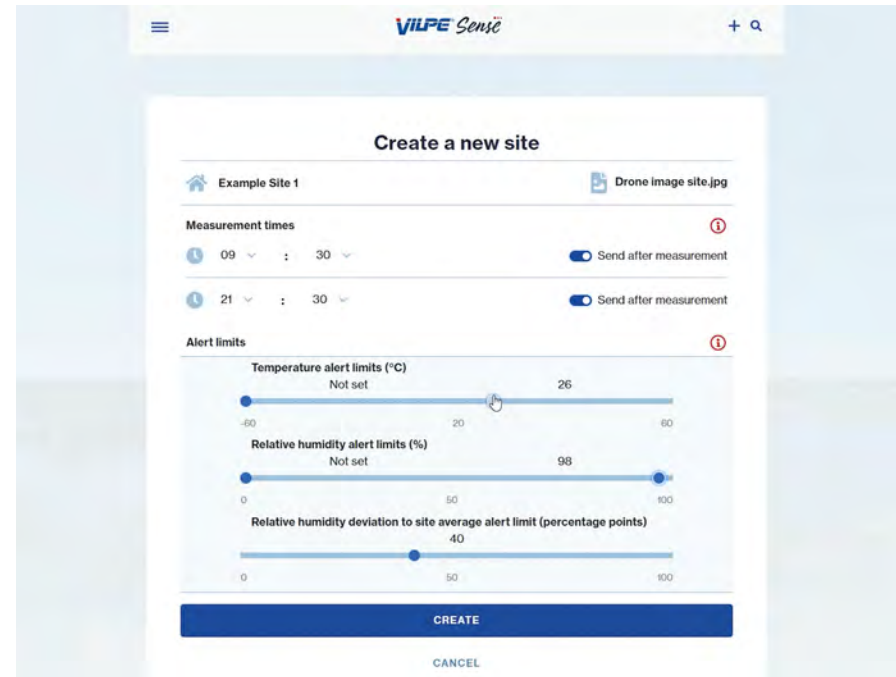 VILPE Sense
Create a new site
Example Site 1 Drone image site.jpg
Measurement times
09 : 30 Send after measurement
21 : 30 Send after measurement
Alert limits
Temperature alert limits (°C)
Not set 26
-60 20 60
Relative humidity alert limits (%)
Not set 98
0 50 100
Relative humidity deviation to site average alert limit (percentage points)
40
0 50 100
CREATE
CANCEL